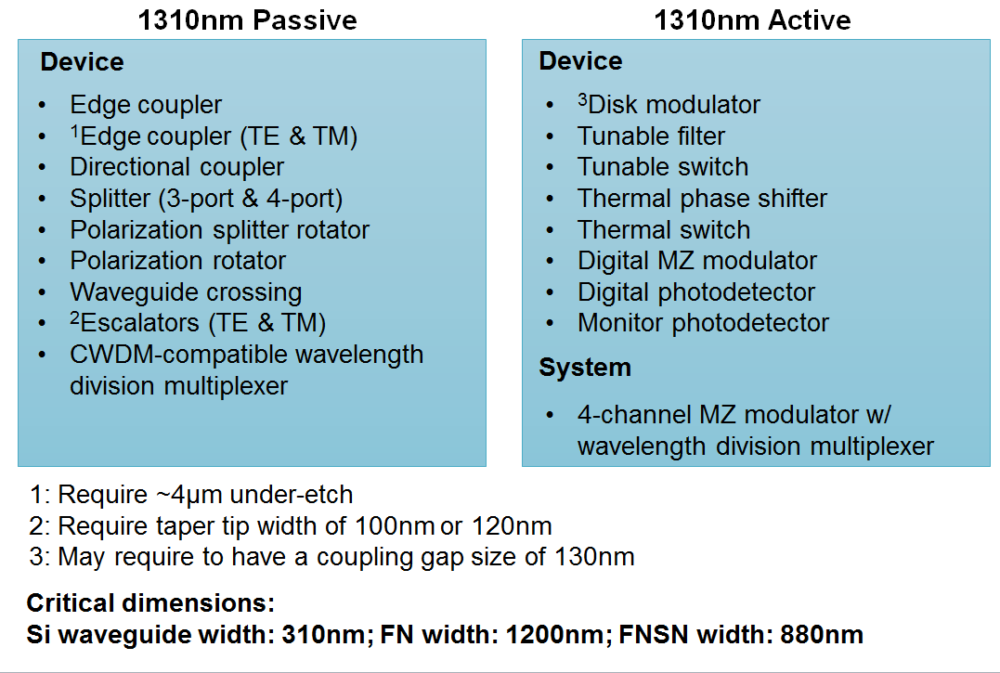 1310nm Passive
Device
• Edge coupler
• ¹Edge coupler (TE & TM)
• Directional coupler
• Splitter (3-port & 4-port)
• Polarization splitter rotator
• Polarization rotator
• Waveguide crossing
• ²Escalators (TE & TM)
• CWDM-compatible wavelength
division multiplexer
1310nm Active
Device
• ³Disk modulator
• Tunable filter
• Tunable switch
• Thermal phase shifter
• Thermal switch
• Digital MZ modulator
• Digital photodetector
• Monitor photodetector
System
• 4-channel MZ modulator w/
wavelength division multiplexer
1: Require ~4µm under-etch
2: Require taper tip width of 100nm or 120nm
3: May require to have a coupling gap size of 130nm
Critical dimensions:
Si waveguide width: 310nm; FN width: 1200nm; FNSN width: 880nm